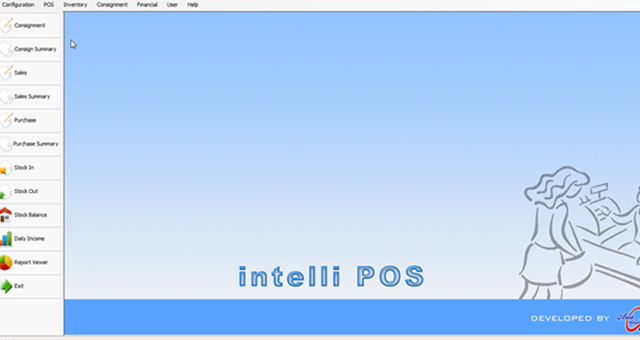 Configuration POS Inventory Consignment Financial User Help
Consignment
Consign Summary
Sales
Sales Summary
Purchase
Purchase Summary
Stock In
Stock Out
Stock Balance
Daily Income
Report Viewer
Exit
intelli POS
DEVELOPED BY